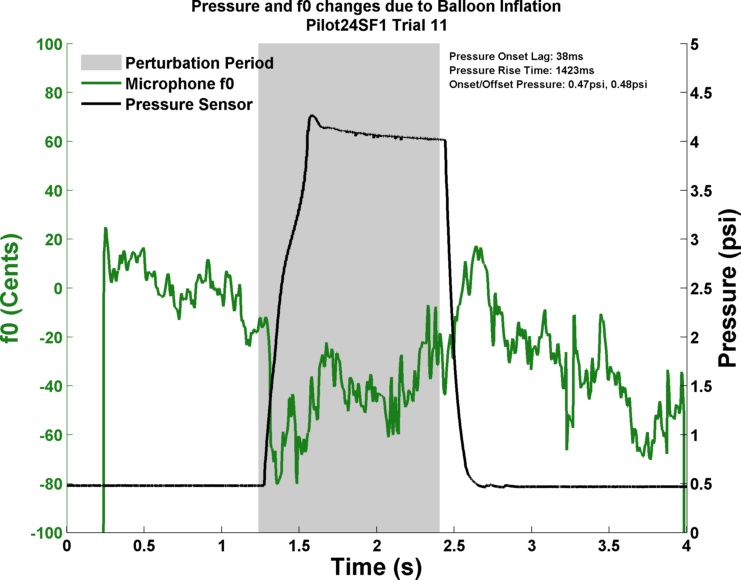 Pressure and f0 changes due to Balloon Inflation
Pilot24SF1 Trial 11
Perturbation Period
Microphone f0
Pressure Sensor
Pressure Onset Lag: 38ms
Pressure Rise Time: 1423ms
Onset/Offset Pressure: 0.47psi, 0.48psi
f0 (Cents)
100
80
60
40
20
0
-20
-40
-60
-80
-100
Pressure (psi)
5
4.5
4
3.5
3
2.5
2
1.5
1
0.5
0
0 0.5 1 1.5 2 2.5 3 3.5 4
Time (s)